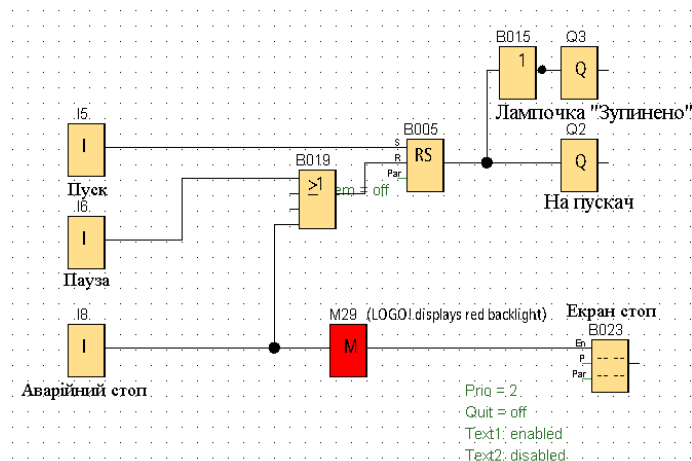 B015
Q3
1
Q
Лампочка "Зупинено"
I5
I
Пуск
B005
S
R
Par
RS
Q2
Q
На пускач
B019
≥1
em = off
I6
I
Пауза
I8
I
Аварійний стоп
M29 (LOGO! displays red backlight)
M
Екран стоп
B023
En
P
Par
Prio = 2
Quit = off
Text1: enabled
Text2: disabled